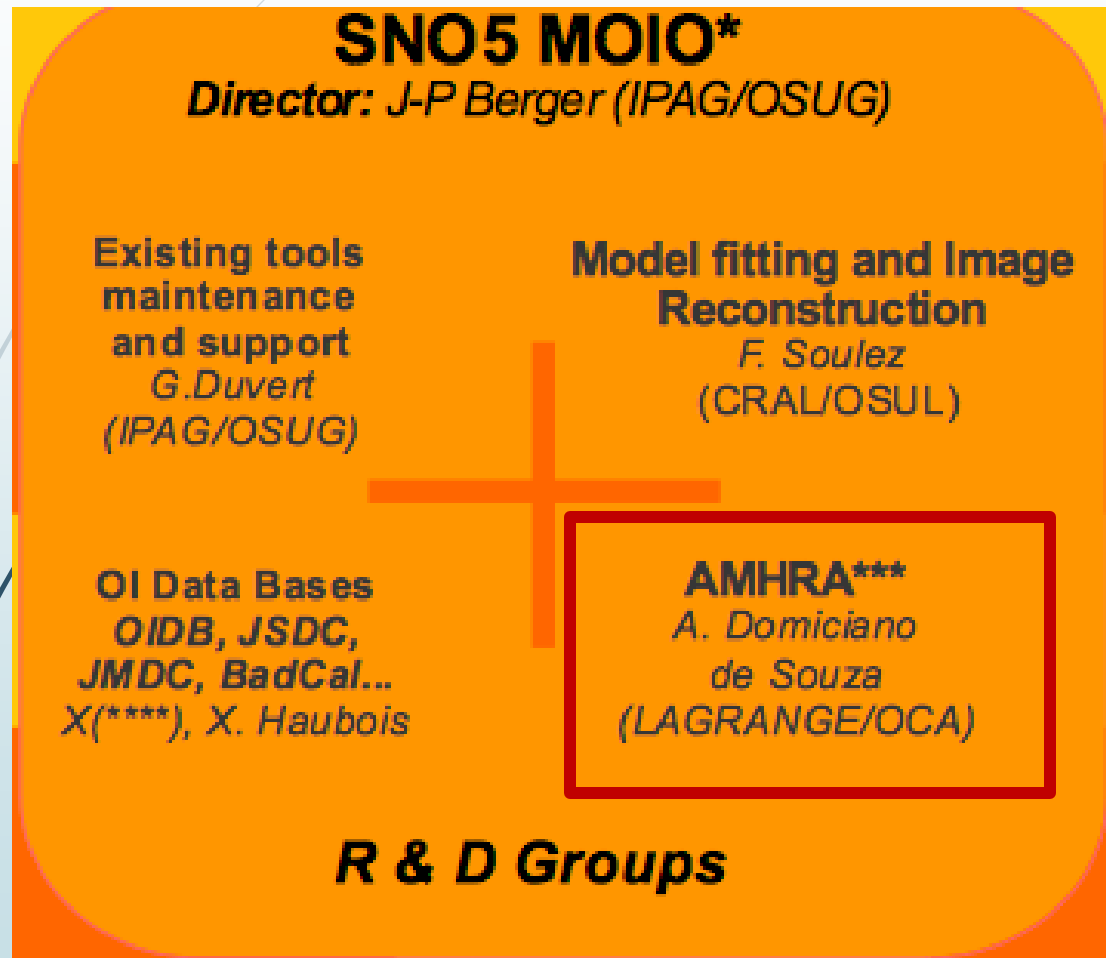 SNO5 MOIO*
Director: J-P Berger (IPAG/OSUG)
Existing tools
maintenance
and support
G.Duvert
(IPAG/OSUG)
Model fitting and Image
Reconstruction
F. Soulez
(CRAL/OSUL)
OI Data Bases
OIDB, JSDC,
JMDC, BadCal...
X(****), X. Haubois
AMHRA***
A. Domiciano
de Souza
(LAGRANGE/OCA)
R & D Groups